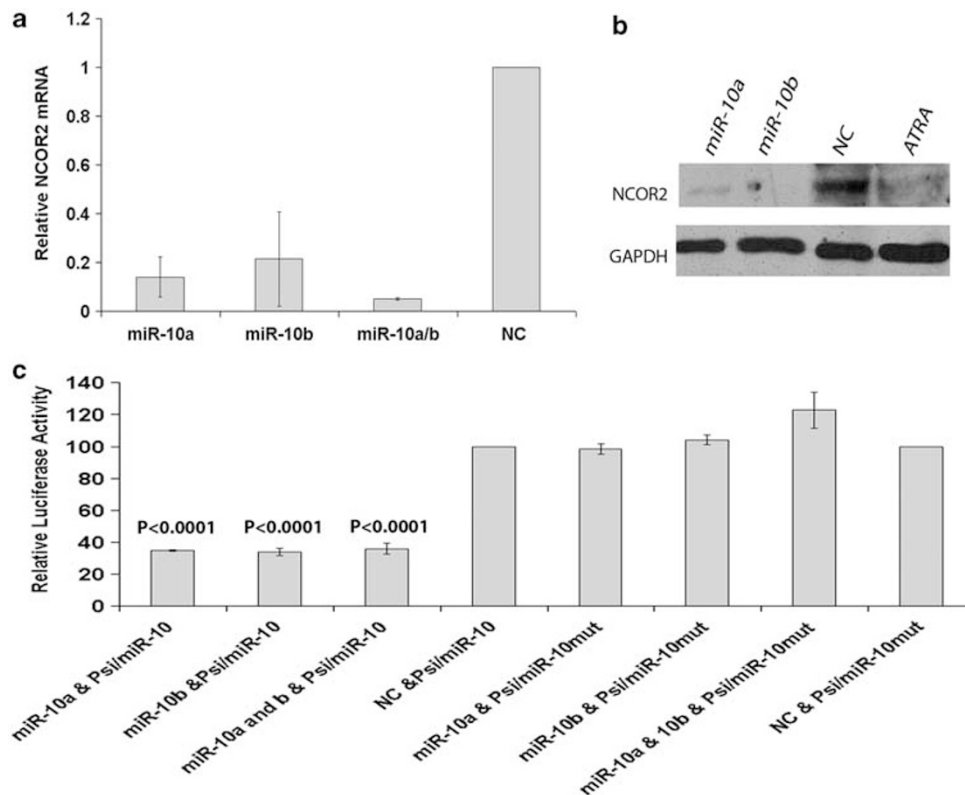 a
Relative NCOR2 mRNA
1.2
1
0.8
0.6
0.4
0.2
0
miR-10a
miR-10b
miR-10a/b
NC
b
miR-10a
miR-10b
NC
ATRA
NCOR2
GAPDH
c
Relative Luciferase Activity
140
120
100
80
60
40
20
0
P<0.0001
P<0.0001
P<0.0001
miR-10a & Psi/miR-10
miR-10b &Psi/miR-10
miR-10a and b & Psi/miR-10
NC &Psi/miR-10
miR-10a & Psi/miR-10mut
miR-10b & Psi/miR-10mut
miR-10a & 10b & Psi/miR-10mut
NC & Psi/miR-10mut